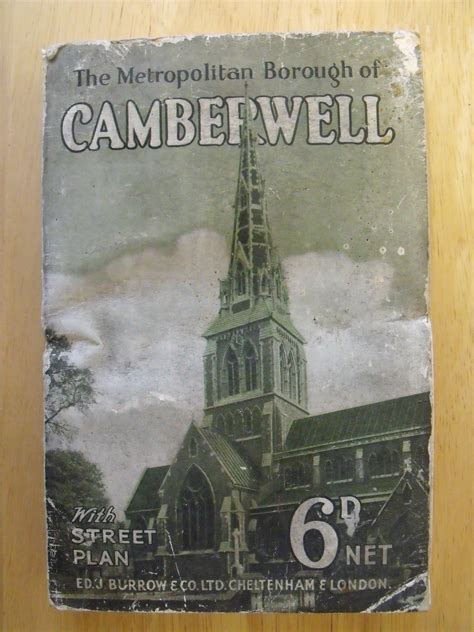 The Metropolitan Borough of
CAMBERWELL
With
STREET
PLAN
6D
NET
ED. J. BURROW & CO. LTD. CHELTENHAM & LONDON.